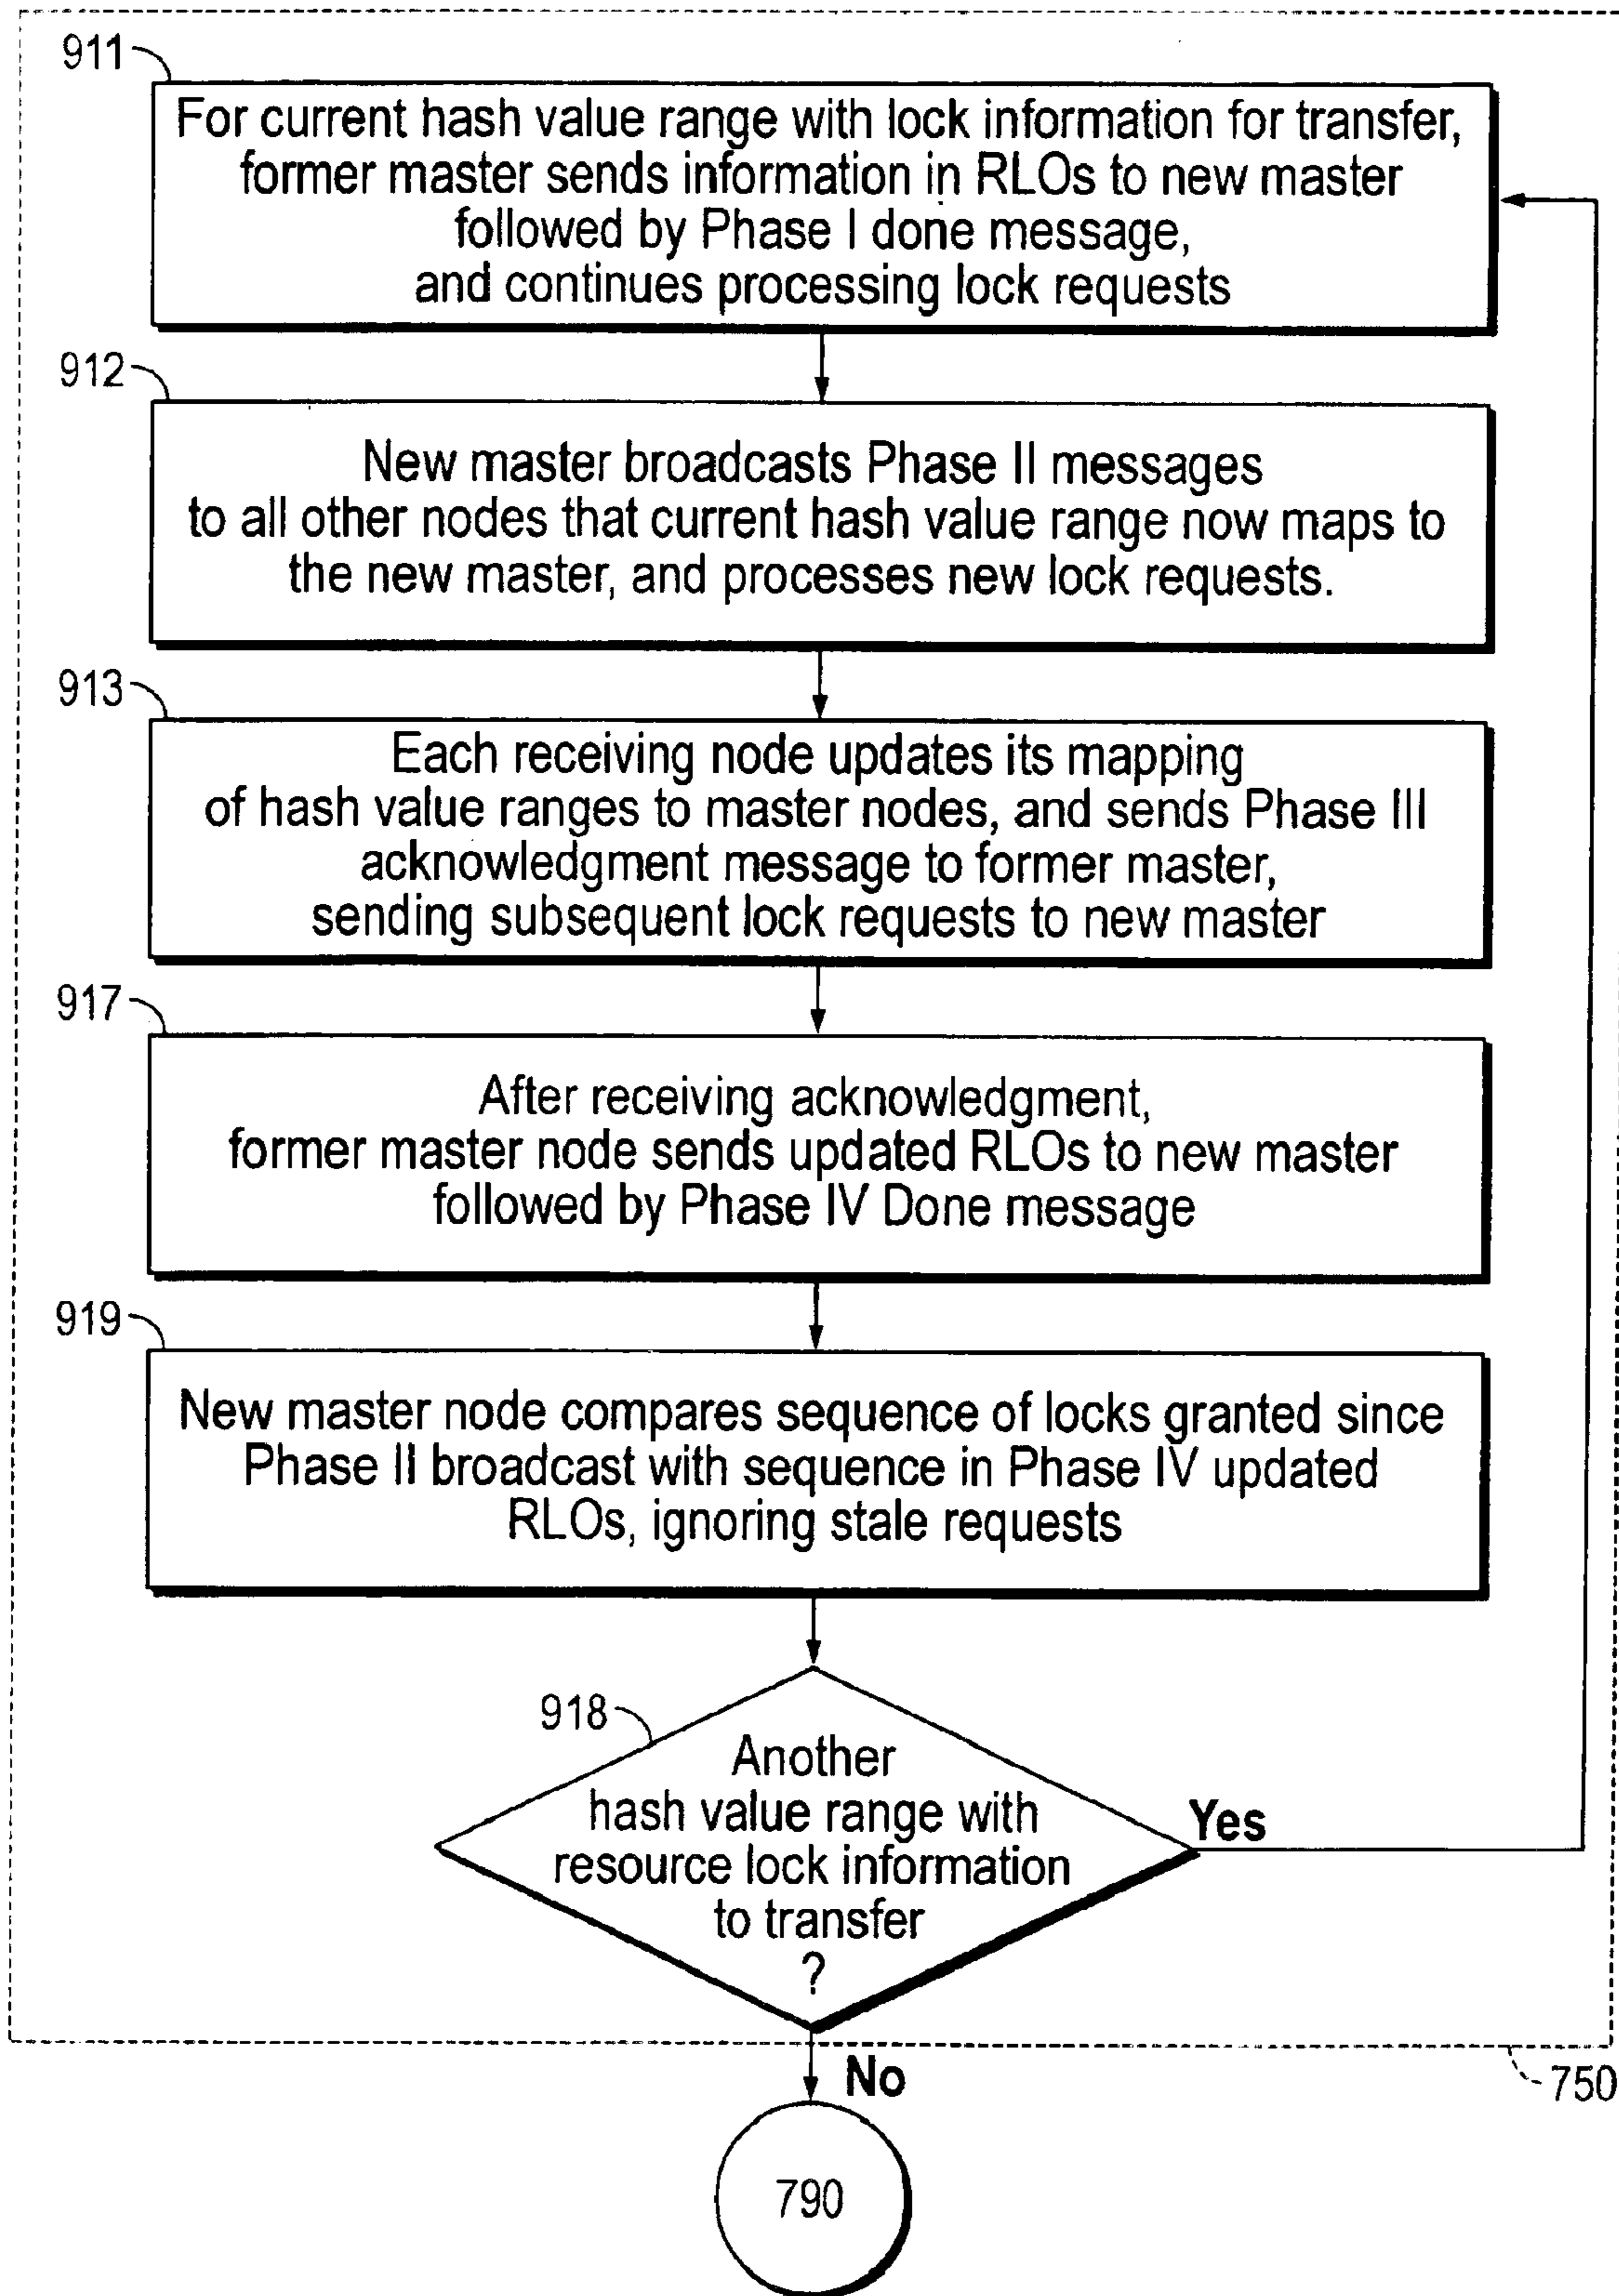 911
For current hash value range with lock information for transfer,
former master sends information in RLOs to new master
followed by Phase I done message,
and continues processing lock requests
912
New master broadcasts Phase II messages
to all other nodes that current hash value range now maps to
the new master, and processes new lock requests.
913
Each receiving node updates its mapping
of hash value ranges to master nodes, and sends Phase III
acknowledgment message to former master,
sending subsequent lock requests to new master
917
After receiving acknowledgment,
former master node sends updated RLOs to new master
followed by Phase IV Done message
919
New master node compares sequence of locks granted since
Phase II broadcast with sequence in Phase IV updated
RLOs, ignoring stale requests
918
Another
hash value range with
resource lock information
to transfer
?
Yes
No
750
790